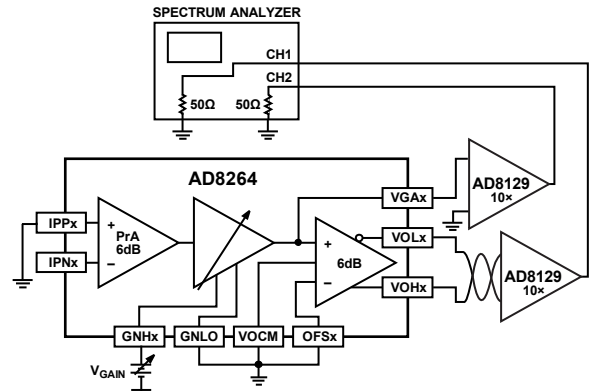 SPECTRUM ANALYZER
CH1
CH2
50Ω
50Ω
AD8264
AD8129
10×
VGAx
IPPx
+
PrA
6dB
–
IPNx
+
6dB
–
VOLx
VOHx
AD8129
10×
GNHx
GNLO
VOCM
OFSx
VGAIN